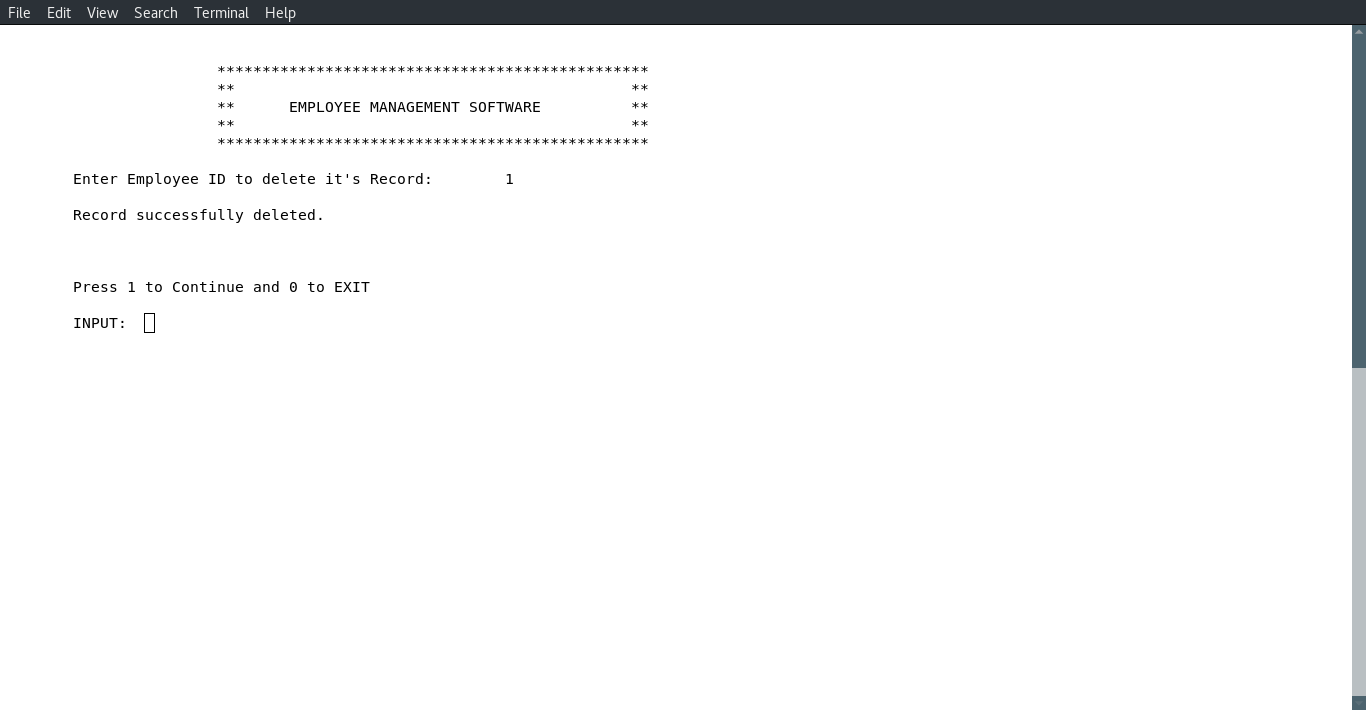 File Edit View Search Terminal Help
************************************************
** **
** EMPLOYEE MANAGEMENT SOFTWARE **
** **
************************************************
Enter Employee ID to delete it's Record: 1
Record successfully deleted.
Press 1 to Continue and 0 to EXIT
INPUT: